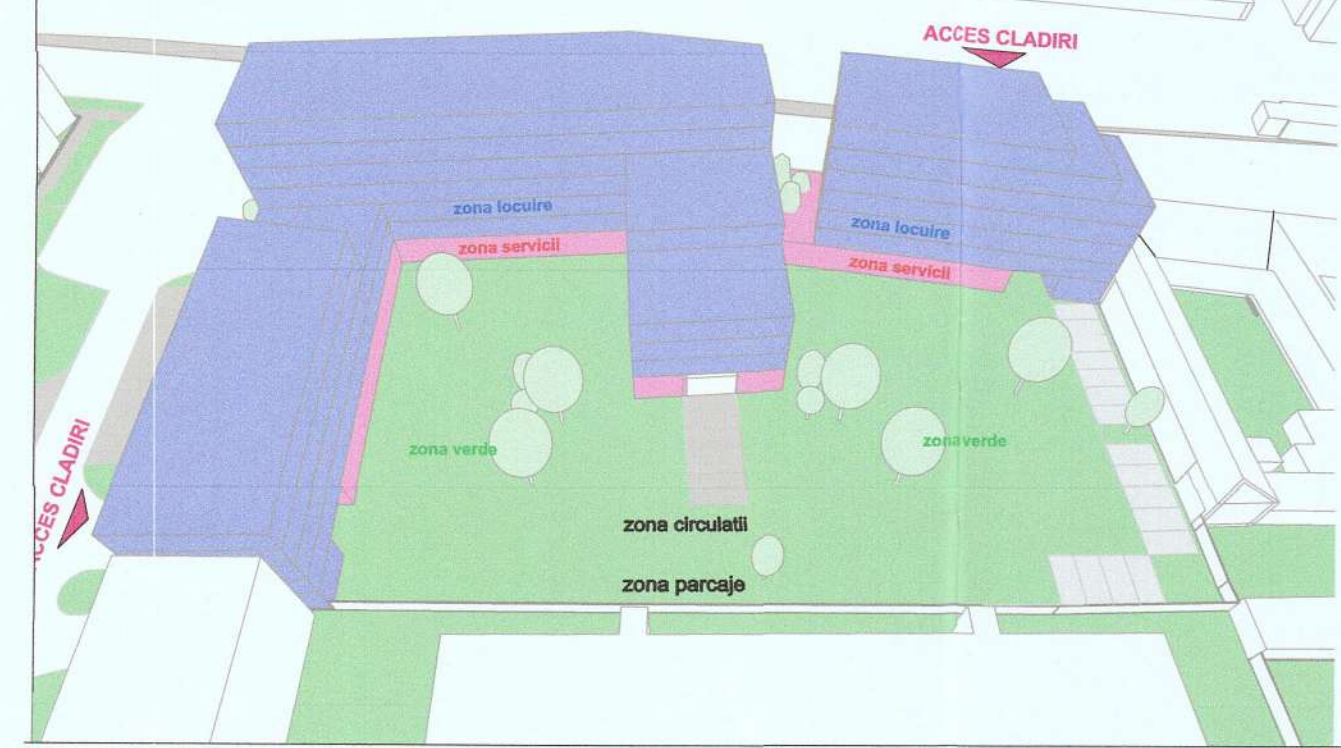 ACCES CLADIRI
zona locuire
zona locuire
zona servicii
zona servicii
zona verde
zona verde
ACCES CLADIRI
zona circulatii
zona parcaje